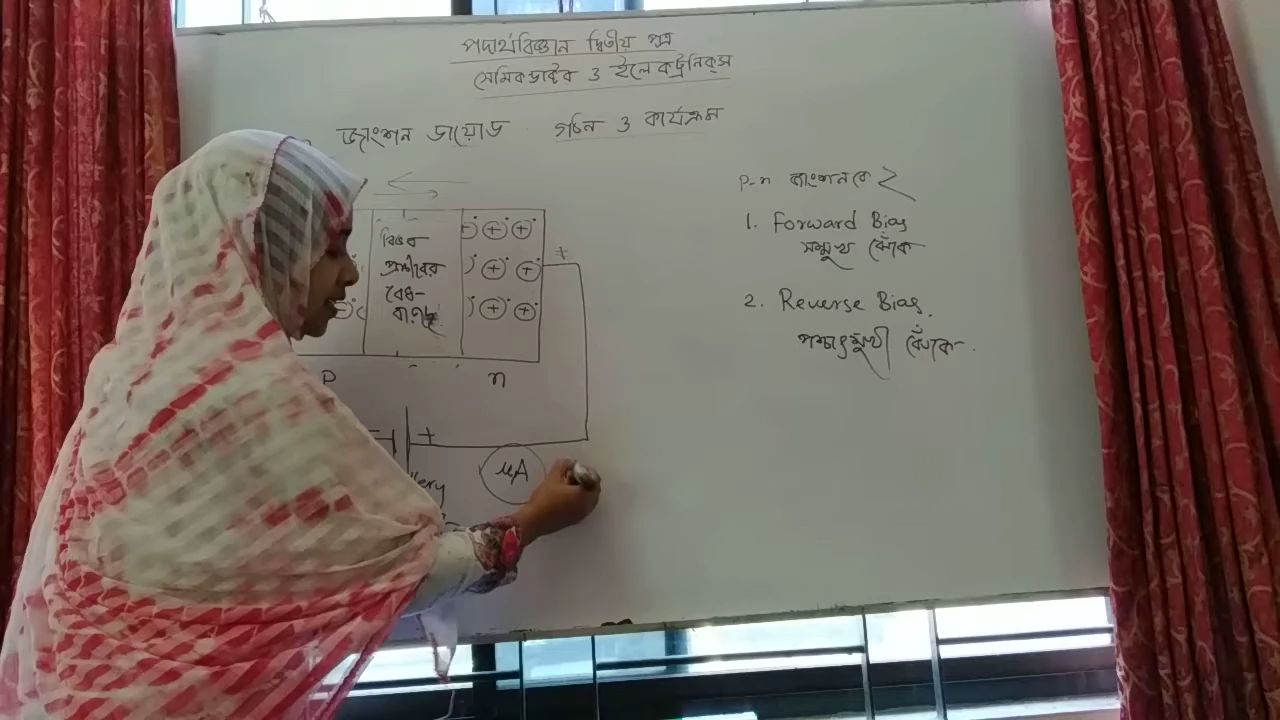 পদার্থবিজ্ঞান দ্বিতীয় পত্র
সেমিকন্ডাক্টর ও ইলেকট্রনিক্স
জাংশন ডায়োড গঠন ও কার্যক্রম
বিভব
প্রাচীরের
P
n
+
+
μA
P-n জাংশনকে 2
1. Forward Bias
সম্মুখ ঝোঁক
2. Reverse Bias.
পশ্চাৎমুখী ঝোঁক